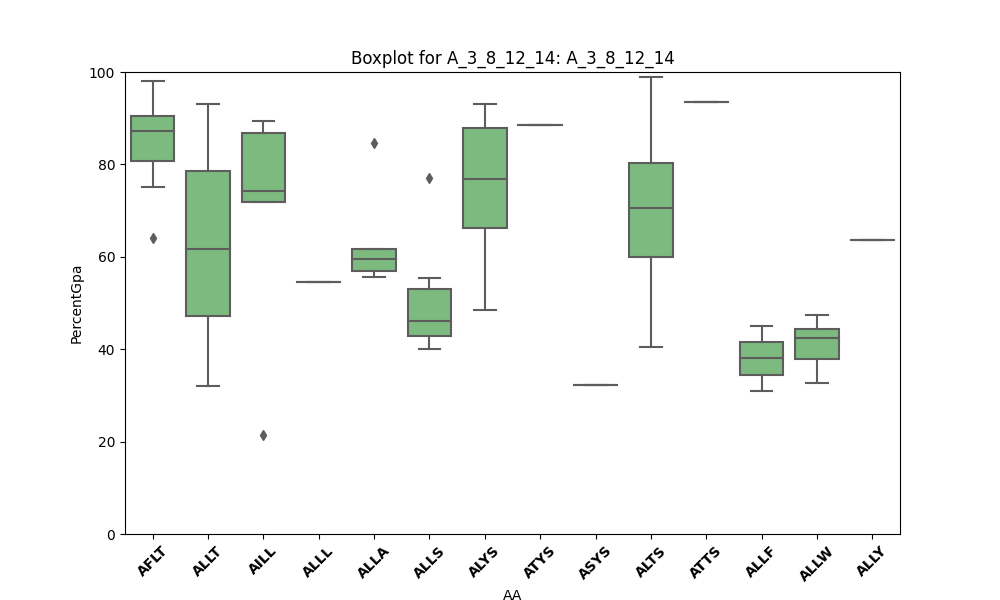 Boxplot for A_3_8_12_14: A_3_8_12_14
100
80
60
40
20
0
PercentGpa
AFLT ALLT AILL ALLL ALLA ALLS ALYS ATYS ASYS ALTS ATTS ALLF ALLW ALLY
AA